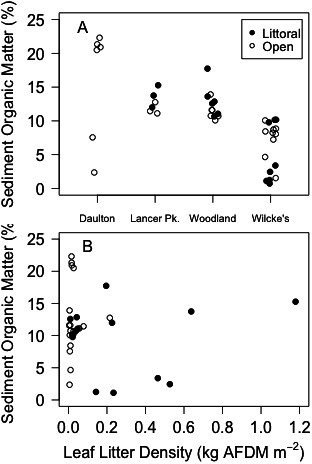 A
Littoral
Open
Sediment Organic Matter (%)
25
20
15
10
5
0
Daulton
Lancer Pk.
Woodland
Wilcke's
B
Sediment Organic Matter (%
25
20
15
10
5
0
0.0 0.2 0.4 0.6 0.8 1.0 1.2
Leaf Litter Density (kg AFDM m⁻²)